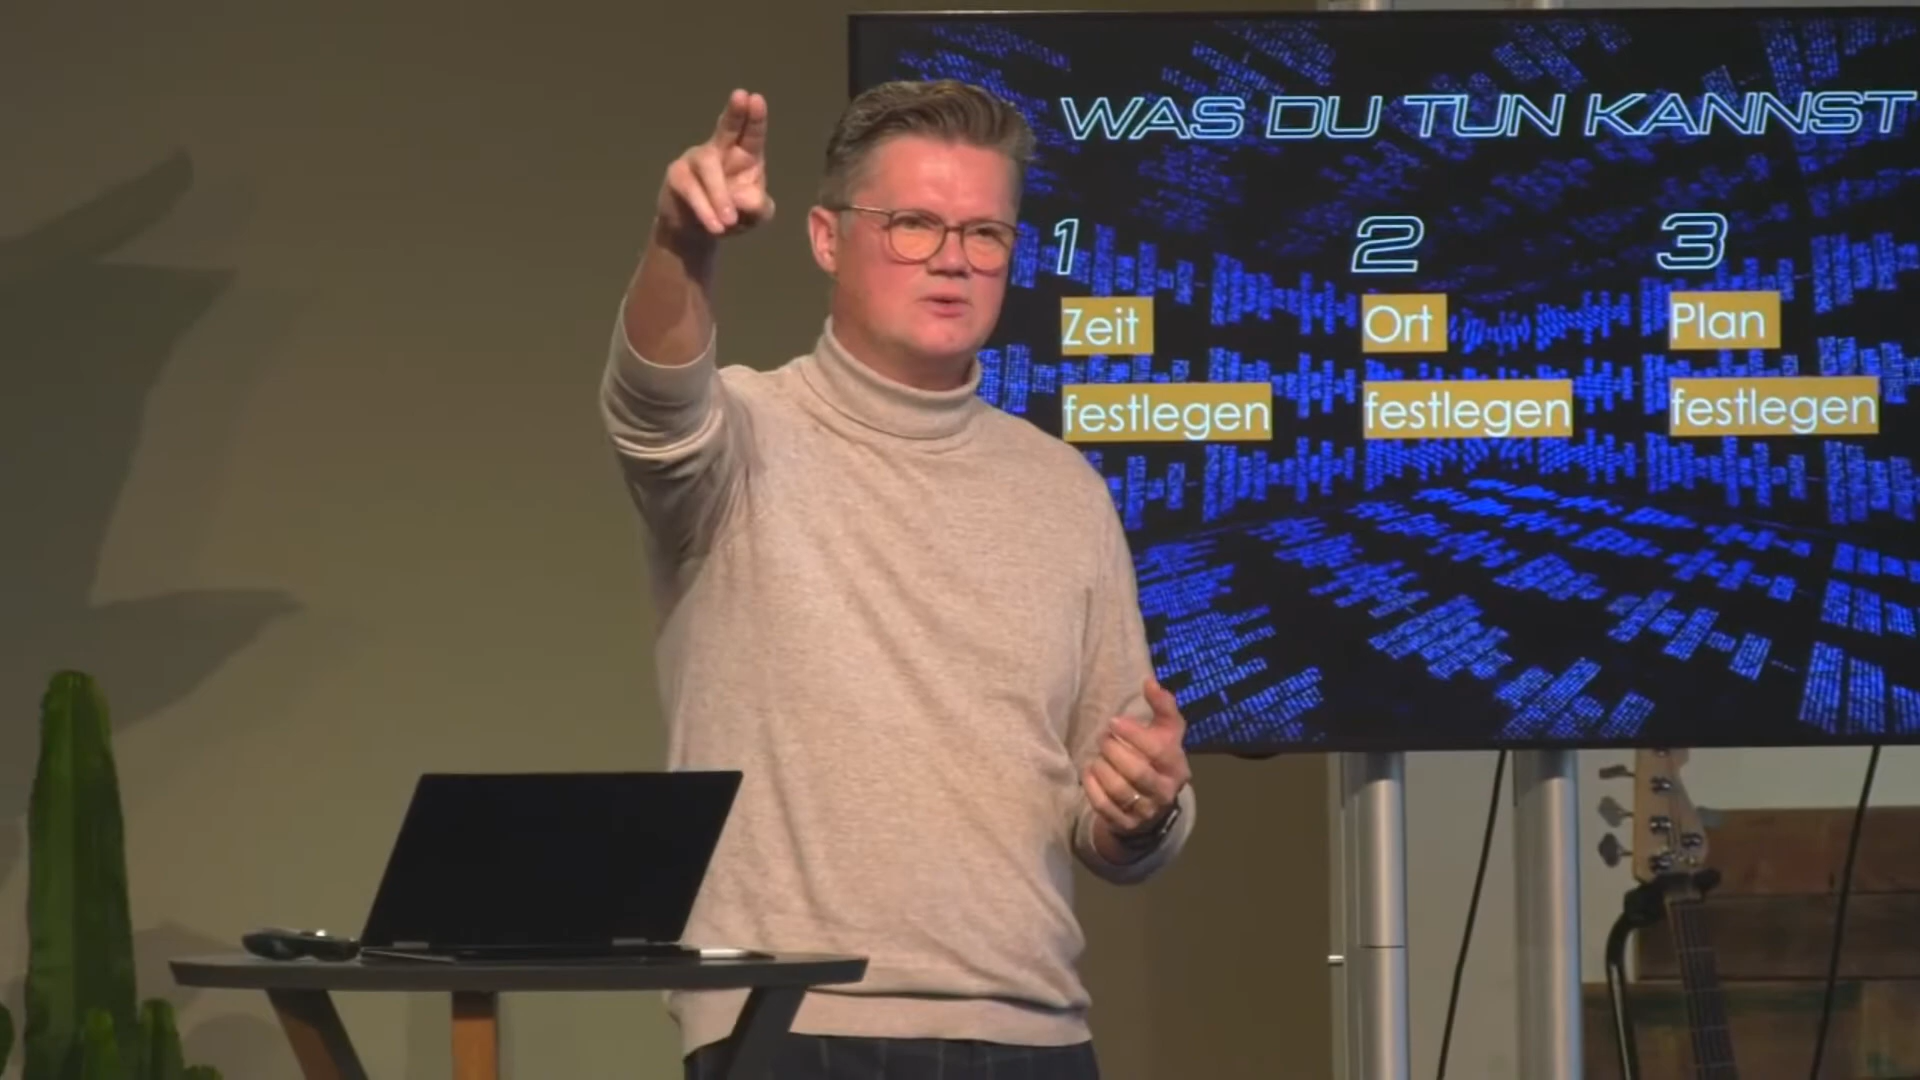 WAS DU TUN KANNST
1
Zeit
festlegen
2
Ort
festlegen
3
Plan
festlegen